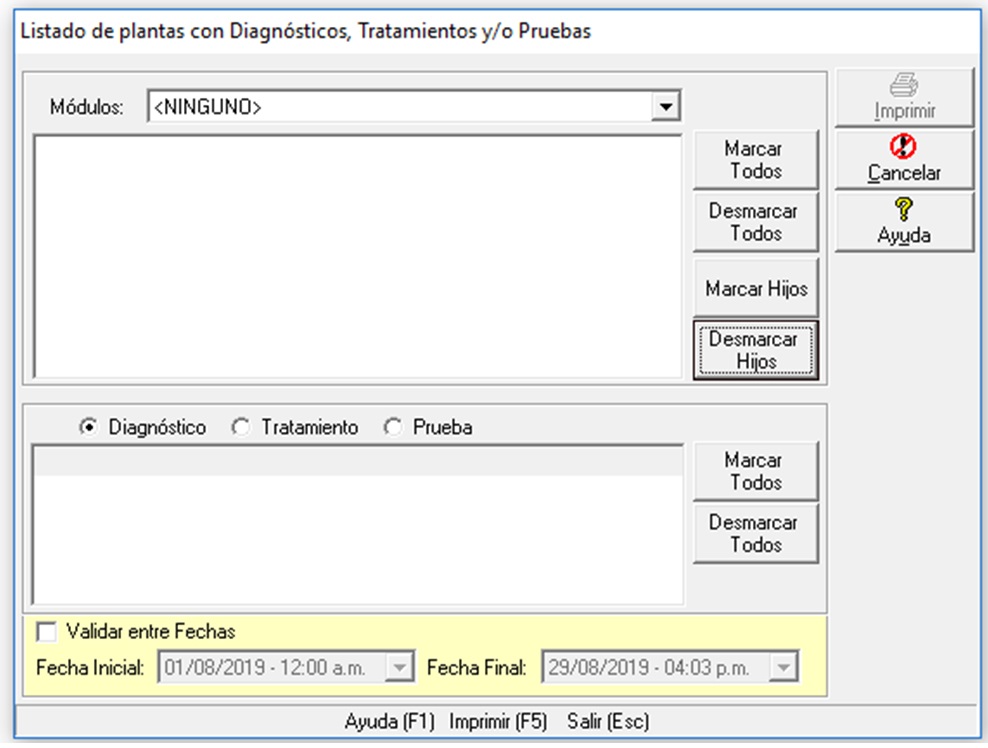 Listado de plantas con Diagnósticos, Tratamientos y/o Pruebas
Módulos: <NINGUNO>
Marcar
Todos
Desmarcar
Todos
Marcar Hijos
Desmarcar
Hijos
Imprimir
Cancelar
Ayuda
Diagnóstico Tratamiento Prueba
Marcar
Todos
Desmarcar
Todos
Validar entre Fechas
Fecha Inicial: 01/08/2019 - 12:00 a.m. Fecha Final: 29/08/2019 - 04:03 p.m.
Ayuda (F1) Imprimir (F5) Salir (Esc)